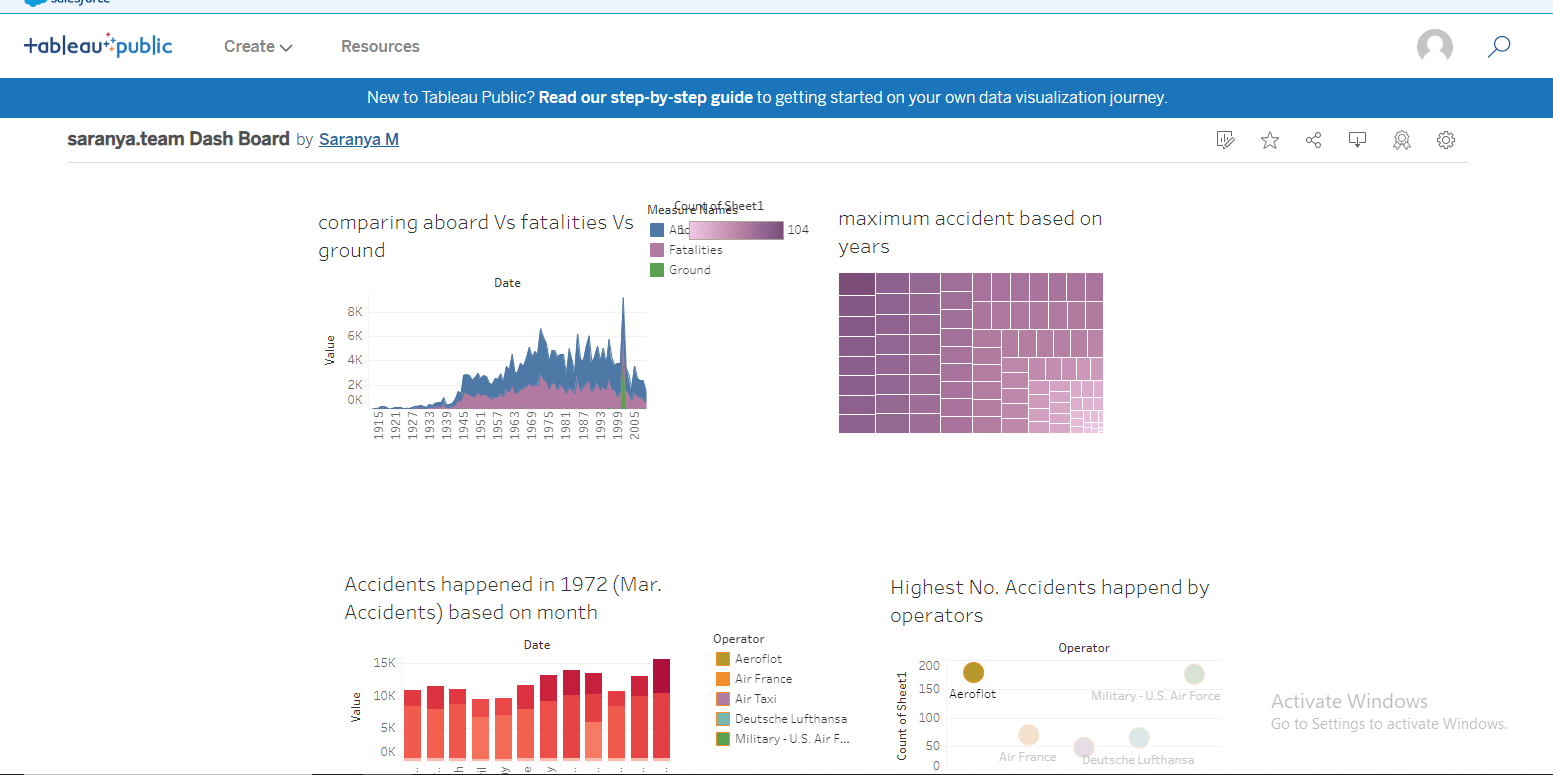 salesforce
tableau public
Create
Resources
New to Tableau Public? Read our step-by-step guide to getting started on your own data visualization journey.
saranya.team Dash Board by Saranya M
comparing aboard Vs fatalities Vs
ground
Measure Names
Count of Sheet1
1
104
Fatalities
Ground
Date
Value
8K
6K
4K
2K
0K
1915
1921
1927
1933
1939
1945
1951
1957
1963
1969
1975
1981
1987
1993
1999
2005
maximum accident based on
years
Accidents happened in 1972 (Mar.
Accidents) based on month
Date
Value
15K
10K
5K
0K
Operator
Aeroflot
Air France
Air Taxi
Deutsche Lufthansa
Military - U.S. Air F...
Highest No. Accidents happend by
operators
Operator
Count of Sheet1
200
150
100
50
0
Aeroflot
Military - U.S. Air Force
Air France
Deutsche Lufthansa
Activate Windows
Go to Settings to activate Windows.